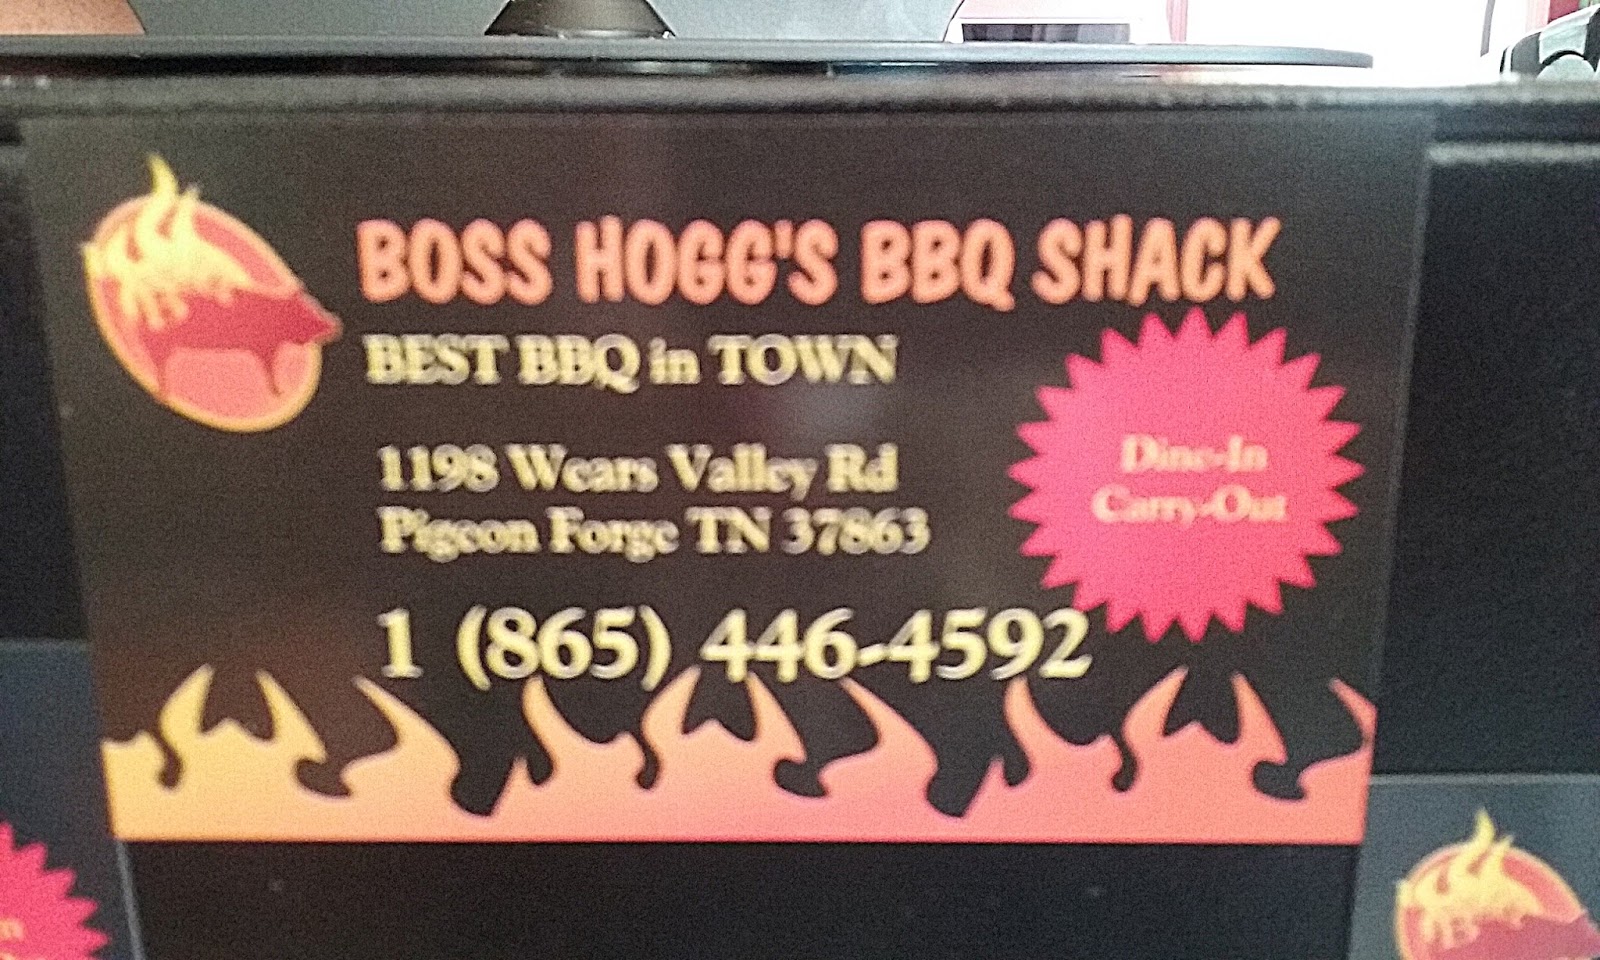 BOSS HOGG'S BBQ SHACK
BEST BBQ in TOWN
1198 Wears Valley Rd
Pigeon Forge TN 37863
1 (865) 446-4592
Dine-In
Carry-Out